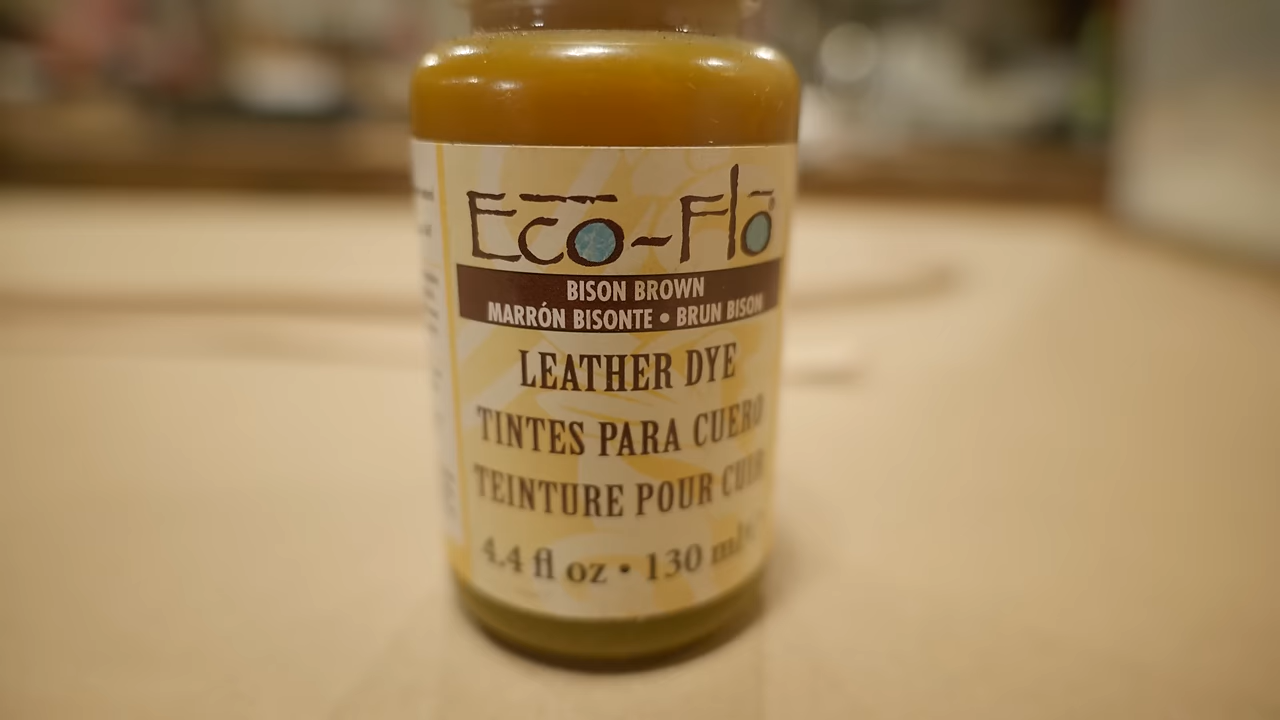 Eco-Flo
BISON BROWN
MARRÓN BISONTE • BRUN BISON
LEATHER DYE
TINTES PARA CUERO
TEINTURE POUR CUIR
4.4 fl oz • 130 ml